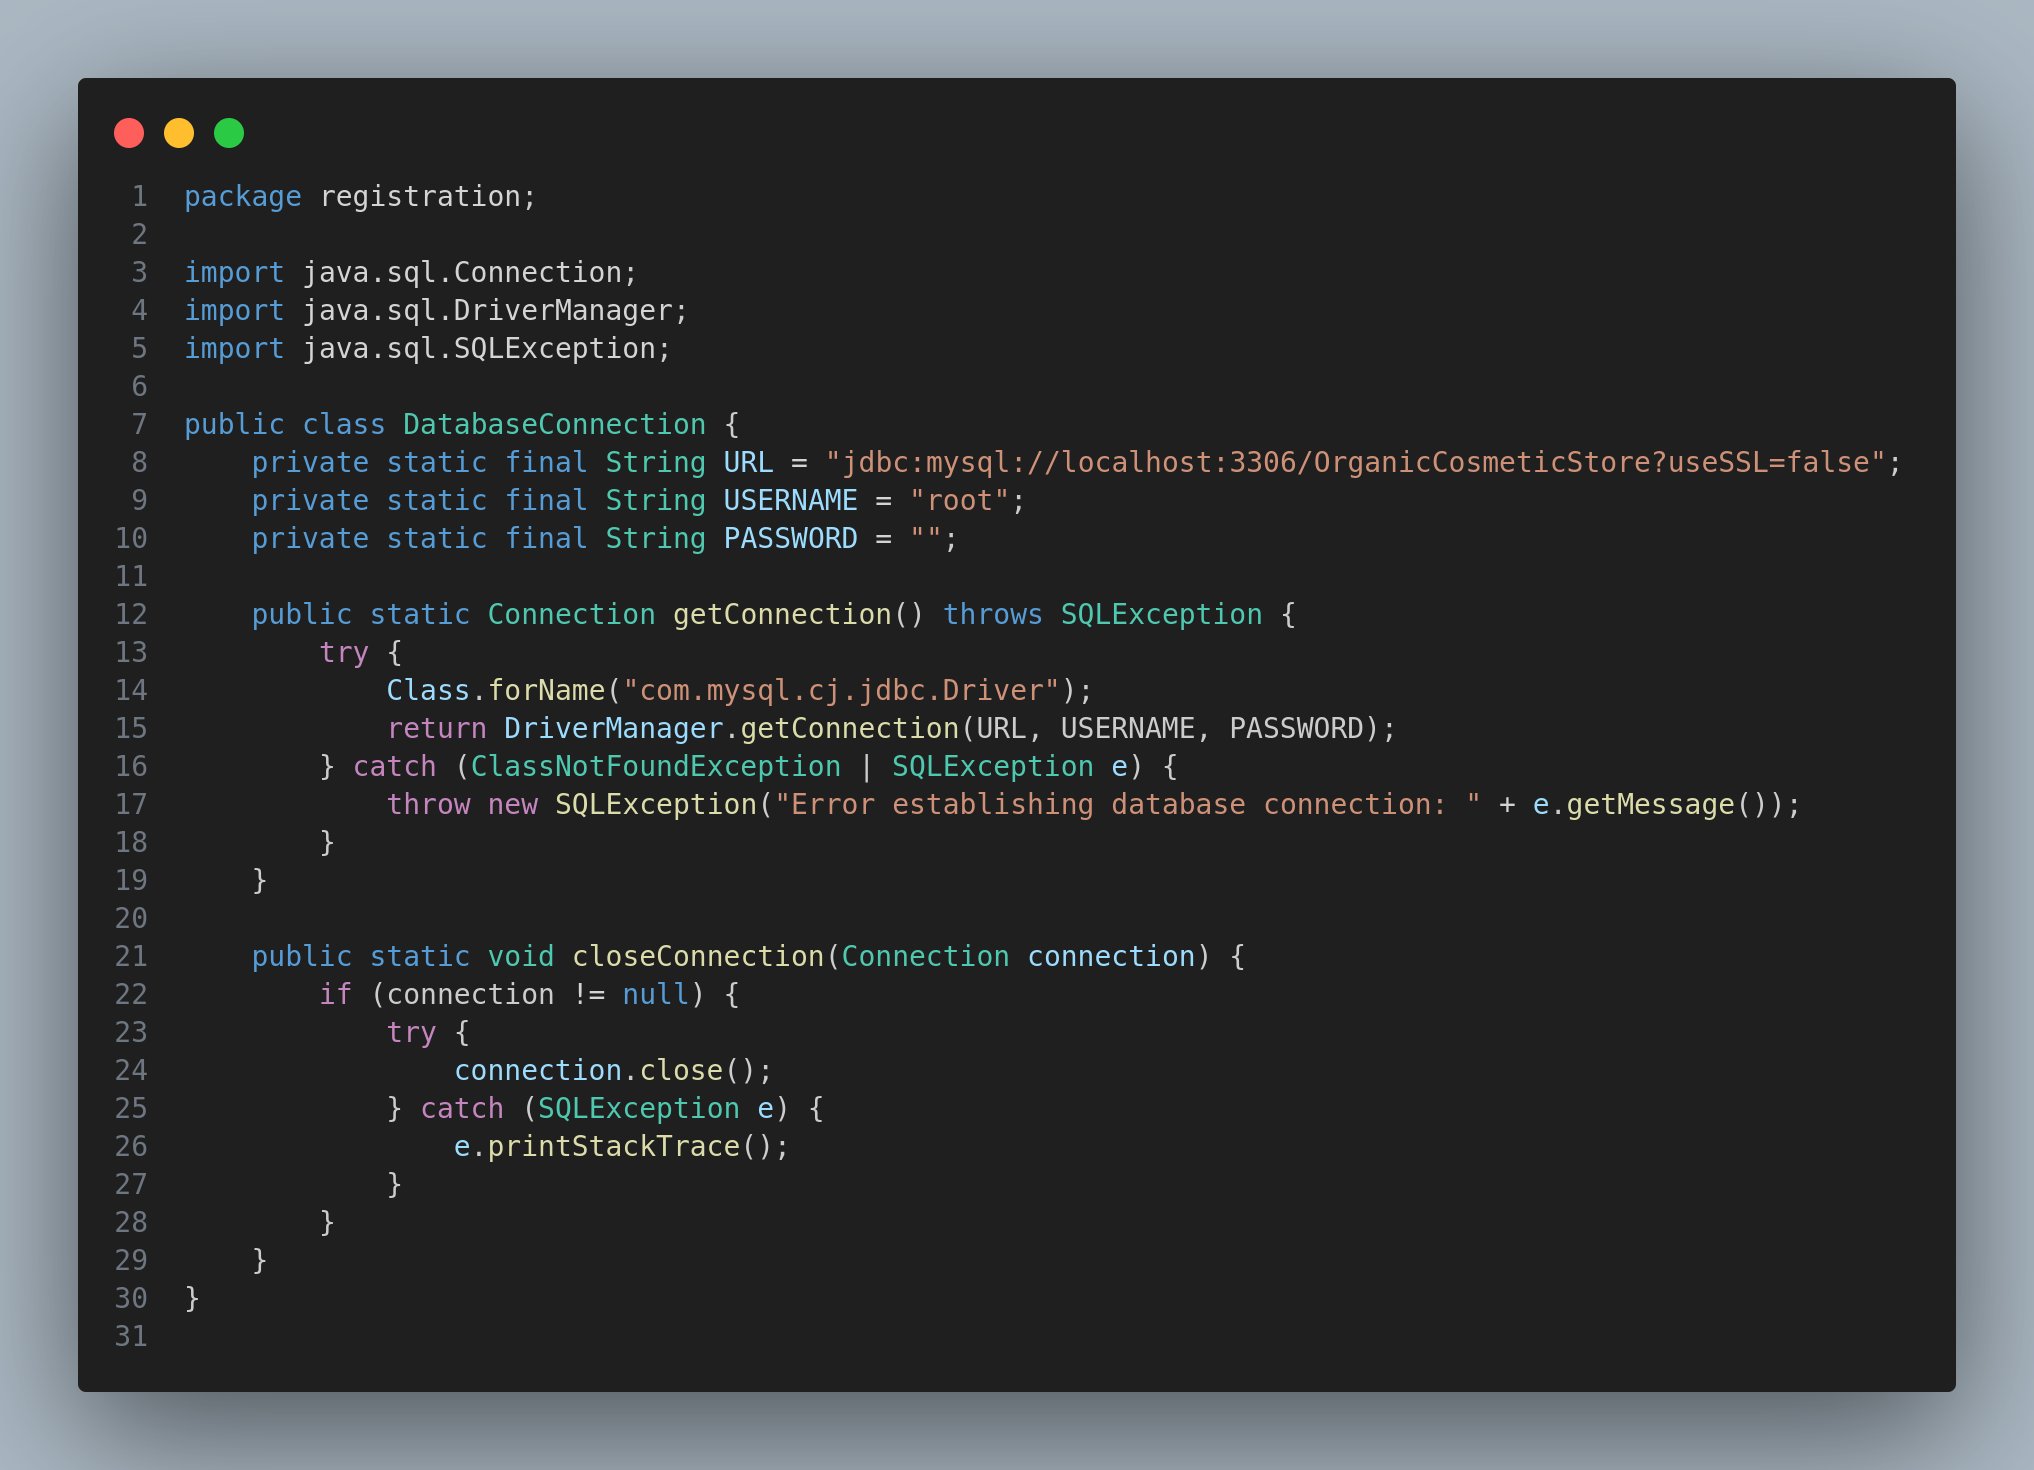 1 package registration;
2
3 import java.sql.Connection;
4 import java.sql.DriverManager;
5 import java.sql.SQLException;
6
7 public class DatabaseConnection {
8     private static final String URL = "jdbc:mysql://localhost:3306/OrganicCosmeticStore?useSSL=false";
9     private static final String USERNAME = "root";
10     private static final String PASSWORD = "";
11
12     public static Connection getConnection() throws SQLException {
13         try {
14             Class.forName("com.mysql.cj.jdbc.Driver");
15             return DriverManager.getConnection(URL, USERNAME, PASSWORD);
16         } catch (ClassNotFoundException | SQLException e) {
17             throw new SQLException("Error establishing database connection: " + e.getMessage());
18         }
19     }
20
21     public static void closeConnection(Connection connection) {
22         if (connection != null) {
23             try {
24                 connection.close();
25             } catch (SQLException e) {
26                 e.printStackTrace();
27             }
28         }
29     }
30 }
31